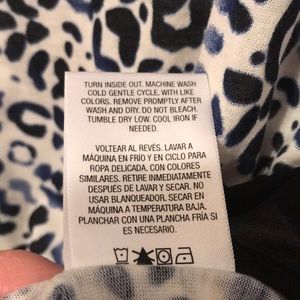 TURN INSIDE OUT. MACHINE WASH
COLD GENTLE CYCLE. WITH LIKE
COLORS. REMOVE PROMPTLY AFTER
WASH AND DRY. DO NOT BLEACH.
TUMBLE DRY LOW. COOL IRON IF
NEEDED.
VOLTEAR AL REVÉS. LAVAR A
MÁQUINA EN FRÍO Y EN CICLO PARA
ROPA DELICADA. CON COLORES
SIMILARES. RETIRE INMEDIATAMENTE
DESPUÉS DE LAVAR Y SECAR. NO
USAR BLANQUEADOR. SECAR EN
MÁQUINA A TEMPERATURA BAJA.
PLANCHAR CON UNA PLANCHA FRÍA SI
ES NECESARIO.